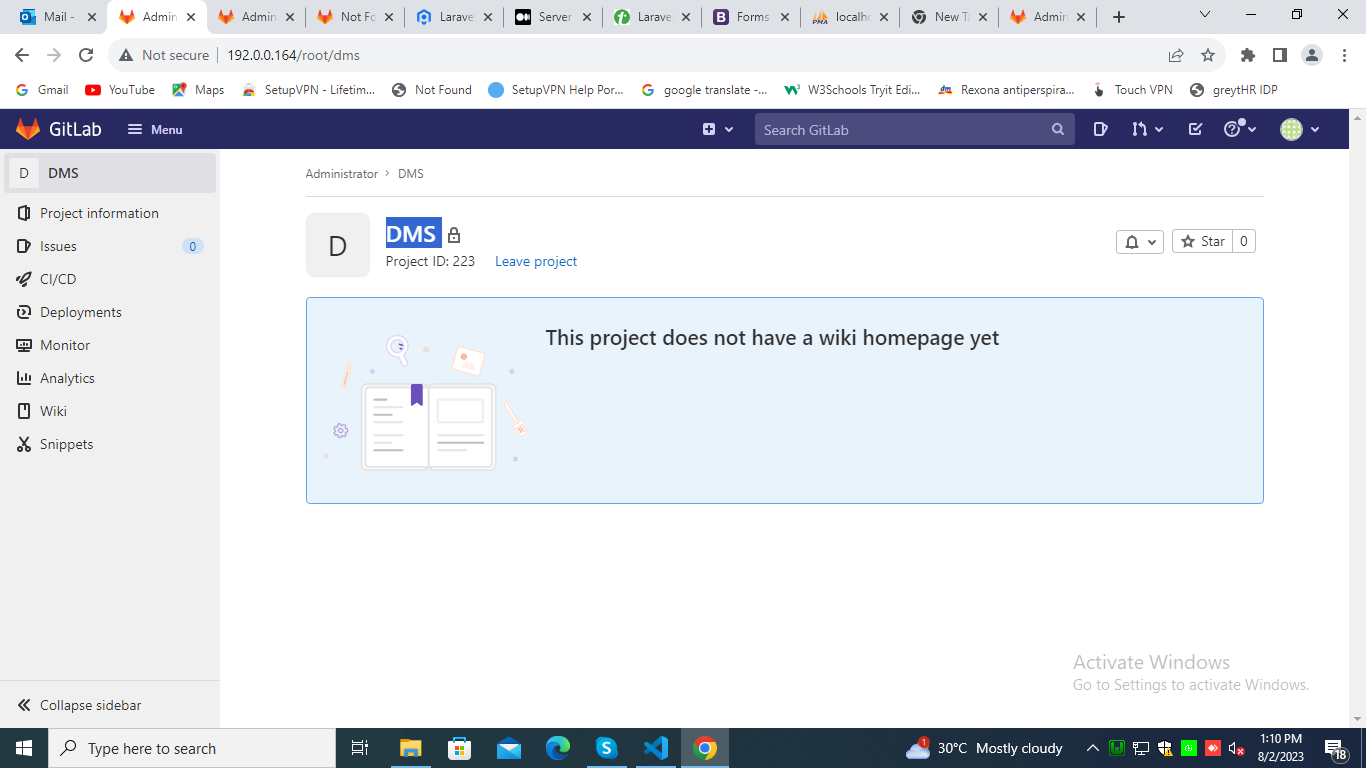 Mail -
Admin
Admin
Not Fo
Larave
Server
Larave
Forms
localho
New Ta
Admin
Not secure
192.0.0.164/root/dms
Gmail
YouTube
Maps
SetupVPN - Lifetim...
Not Found
SetupVPN Help Por...
google translate -...
W3Schools Tryit Edi...
Rexona antiperspira...
Touch VPN
greytHR IDP
GitLab
Menu
Search GitLab
D DMS
Project information
Issues 0
CI/CD
Deployments
Monitor
Analytics
Wiki
Snippets
Collapse sidebar
Administrator > DMS
D
DMS
Project ID: 223 Leave project
Star 0
This project does not have a wiki homepage yet
Activate Windows
Go to Settings to activate Windows.
Type here to search
1
30°C Mostly cloudy
1:10 PM
8/2/2023
18